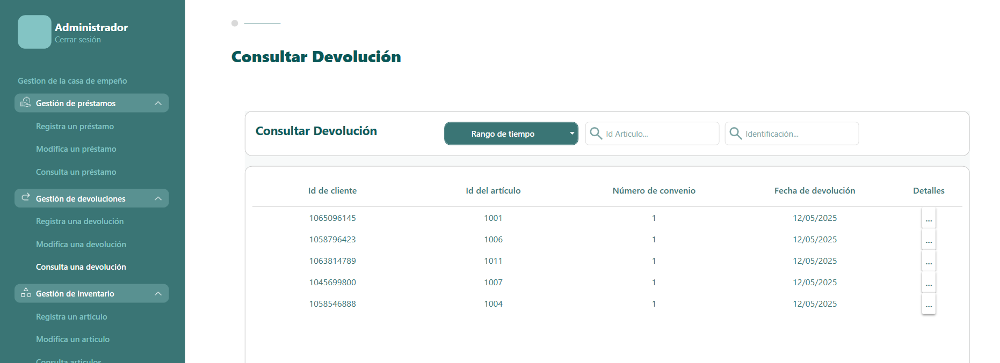 Administrador
Cerrar sesión
Gestion de la casa de empeño
Gestión de préstamos
Registra un préstamo
Modifica un préstamo
Consulta un préstamo
Gestión de devoluciones
Registra una devolución
Modifica una devolución
Consulta una devolución
Gestión de inventario
Registra un artículo
Modifica un articulo
Consulta articulos
Consultar Devolución
Consultar Devolución Rango de tiempo Id Articulo... Identificación...
Id de cliente Id del artículo Número de convenio Fecha de devolución Detalles
1065096145 1001 1 12/05/2025 ...
1058796423 1006 1 12/05/2025 ...
1063814789 1011 1 12/05/2025 ...
1045699800 1007 1 12/05/2025 ...
1058546888 1004 1 12/05/2025 ...